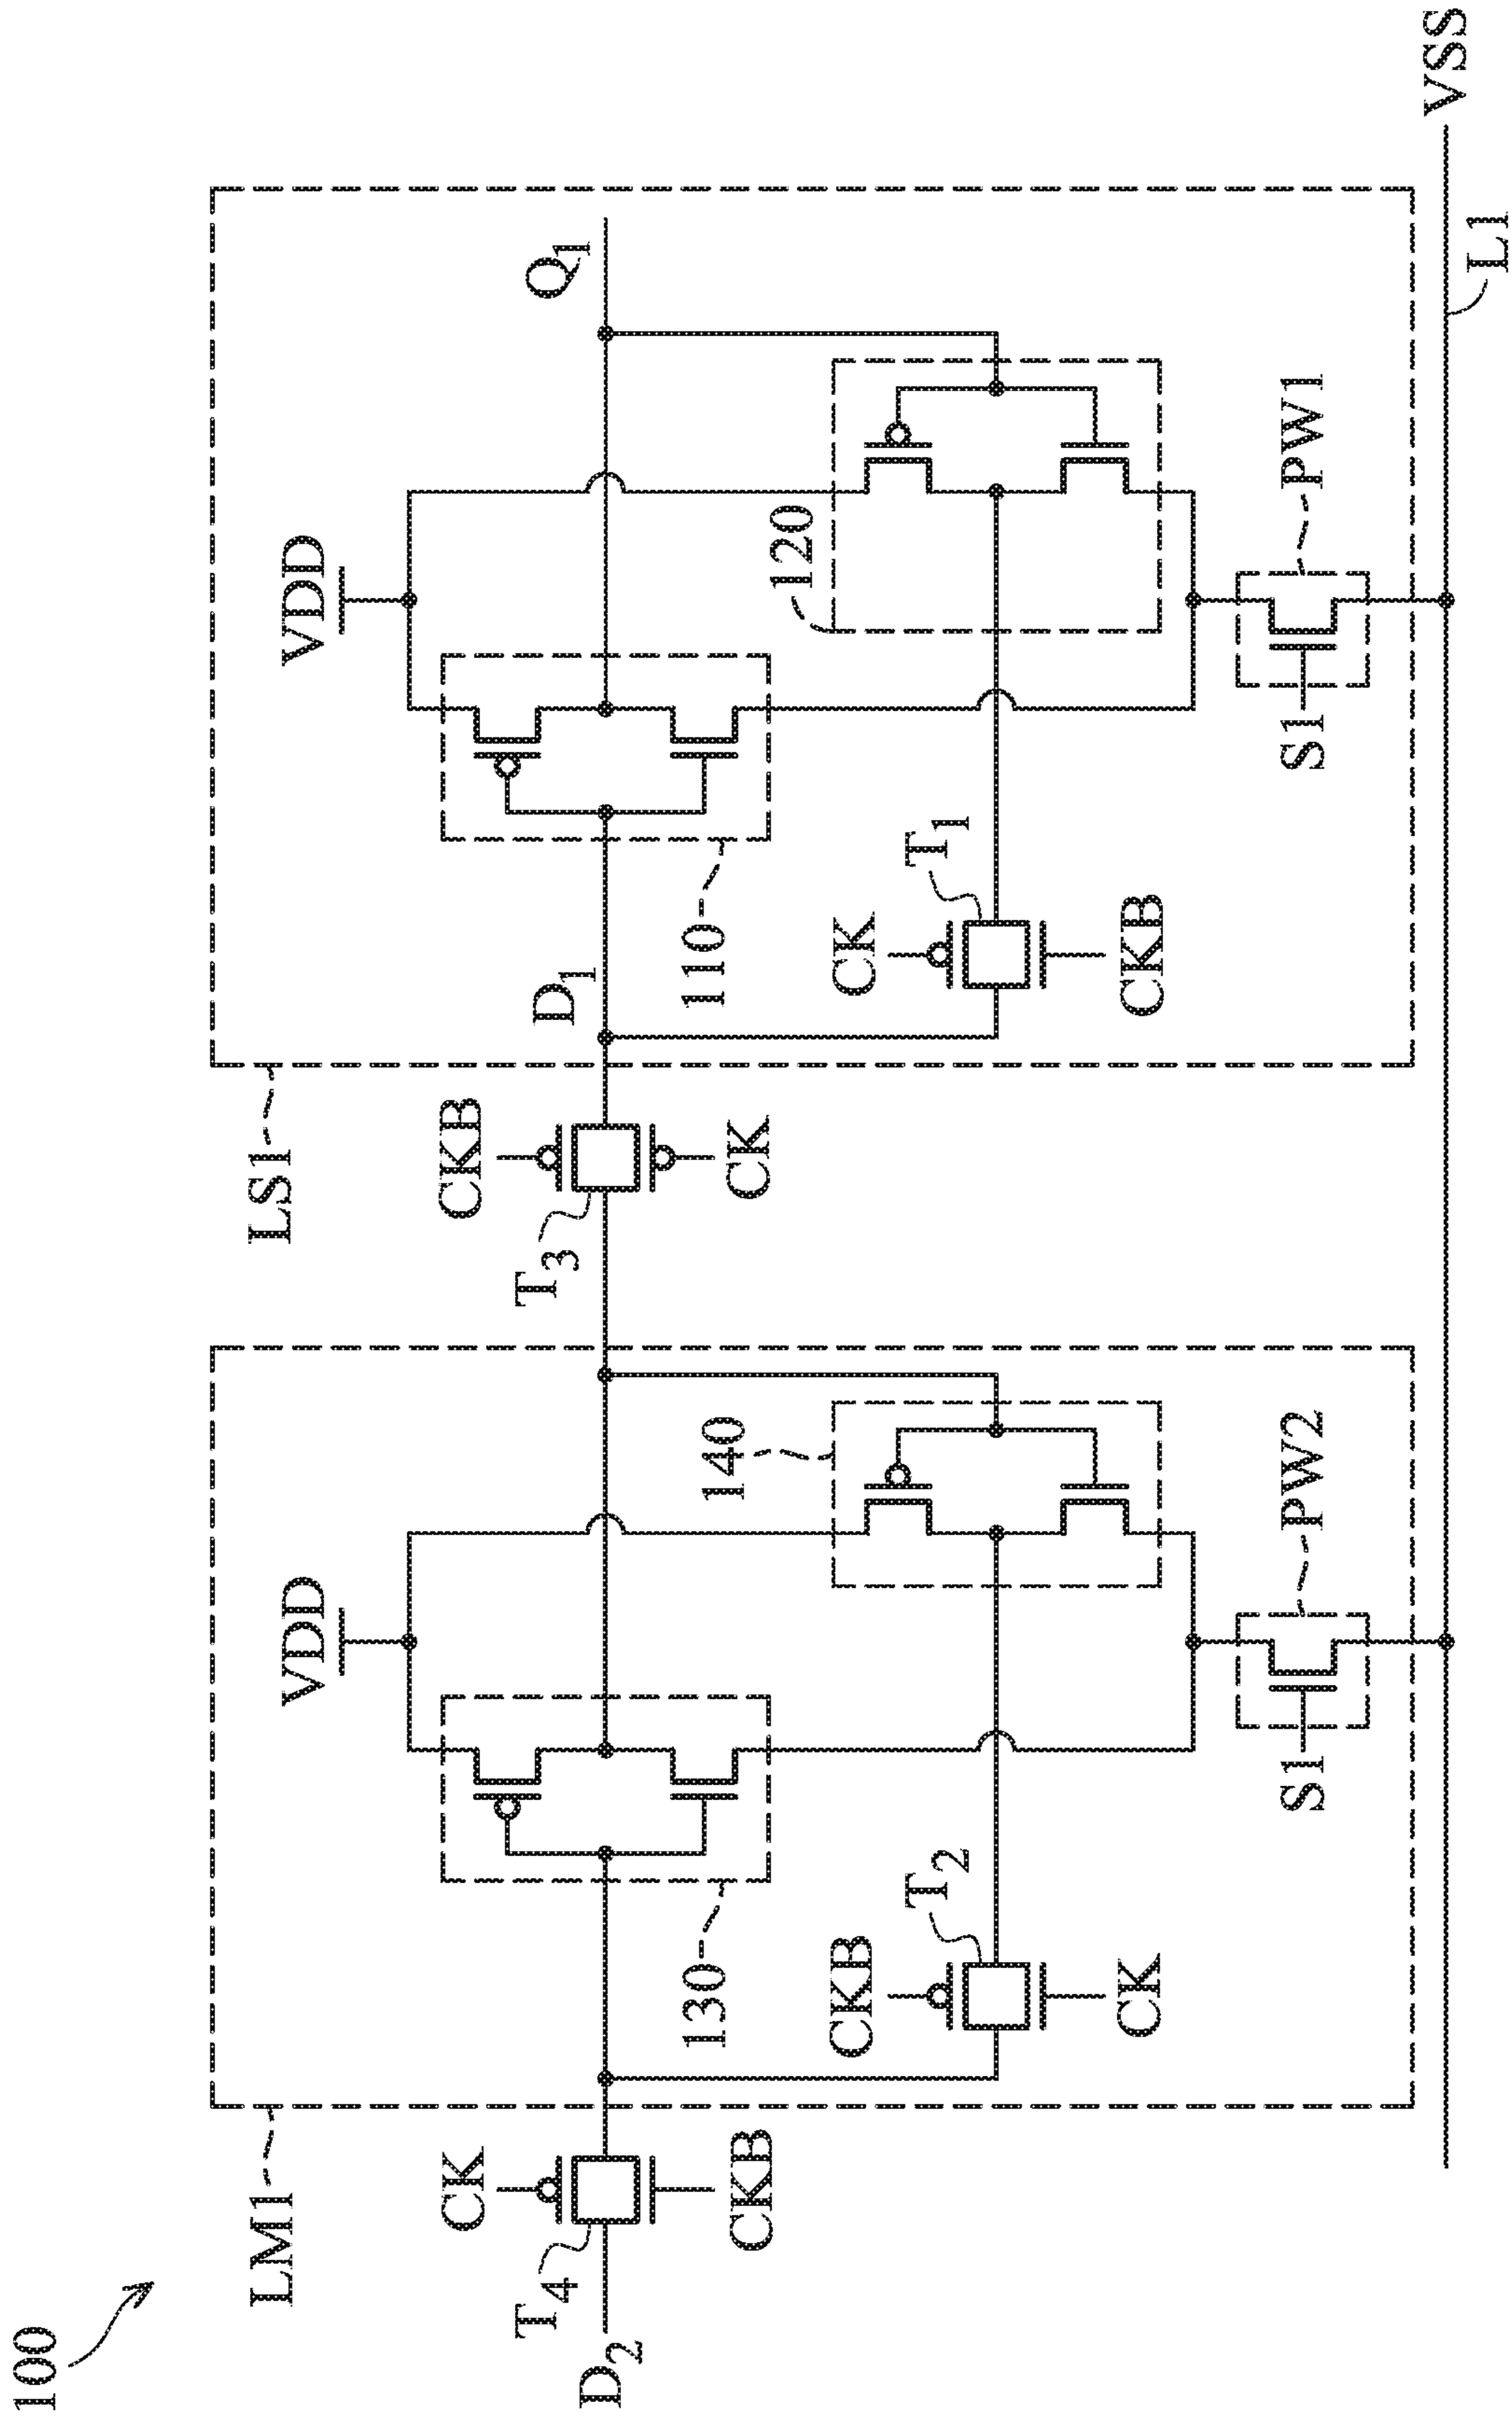 100
LM1
LS1
VDD
VDD
CK
T4
D2
CKB
130
140
CKB
T2
CK
S1
PW2
CKB
T3
CK
D1
Q1
110
120
CK
T1
CKB
S1
PW1
VSS
L1